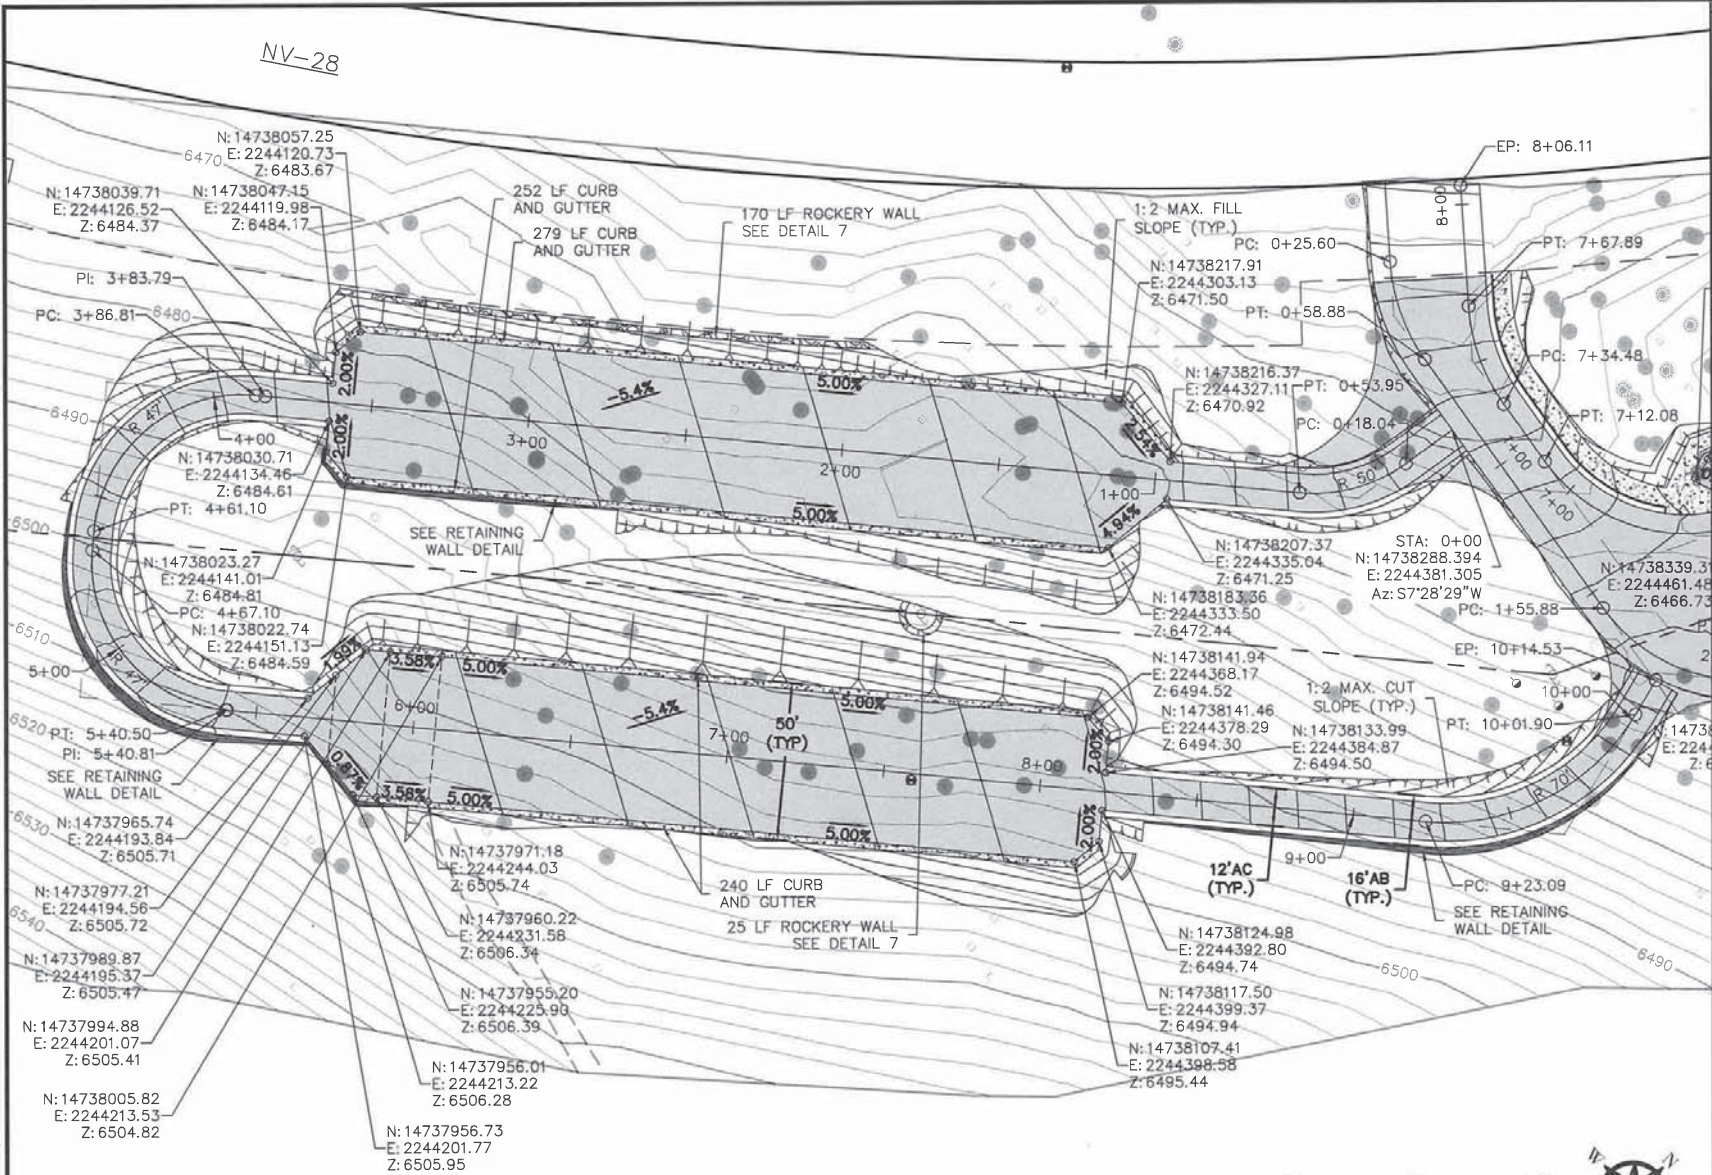 NV-28
N:14738057.25
E:2244120.73
Z:6483.67
6470
N:14738039.71
E:2244126.52
Z:6484.37
N:14738047.15
E:2244119.98
Z:6484.17
252 LF CURB
AND GUTTER
279 LF CURB
AND GUTTER
170 LF ROCKERY WALL
SEE DETAIL 7
1:2 MAX. FILL
SLOPE (TYP.)
EP: 8+06.11
8+00
PC: 0+25.60
PT: 7+67.89
N:14738217.91
E:2244303.13
Z:6471.50
PT: 0+58.88
PI: 3+83.79
PC: 3+86.81
6480
PC: 7+34.48
N:14738216.37
E:2244327.11
Z:6470.92
PT: 0+53.95
PC: 0+18.04
PT: 7+12.08
2.00%
-5.4%
5.00%
2.54%
6490
R 47'
4+00
2.00%
3+00
2+00
1+00
R 50'
1+00
1+00
N:14738030.71
E:2244134.46
Z:6484.61
PT: 4+61.10
6500
SEE RETAINING
WALL DETAIL
5.00%
4.94%
STA: 0+00
N:14738288.394
E:2244381.305
Az: S7°28'29"W
N:14738207.37
E:2244335.04
Z:6471.25
N:14738339.31
E:2244461.48
Z:6466.73
N:14738023.27
E:2244141.01
Z:6484.81
PC: 4+67.10
N:14738022.74
E:2244151.13
Z:6484.59
N:14738183.36
E:2244333.50
Z:6472.44
PC: 1+55.88
6510
R 47'
1.99%
3.58%
5.00%
5.00%
EP: 10+14.53
5+00
N:14738141.94
E:2244368.17
Z:6494.52
1:2 MAX. CUT
SLOPE (TYP.)
10+00
PT: 10+01.90
6520
6+00
-5.4%
50'
(TYP)
7+00
8+00
N:14738141.46
E:2244378.29
Z:6494.30
N:14738133.99
E:2244384.87
Z:6494.50
PT: 5+40.50
PI: 5+40.81
SEE RETAINING
WALL DETAIL
0.87%
3.58%
5.00%
5.00%
2.00%
2.00%
R 70'
6530
N:14737965.74
E:2244193.84
Z:6505.71
N:14737971.18
E:2244244.03
Z:6505.74
9+00
12'AC
(TYP.)
16'AB
(TYP.)
PC: 9+23.09
SEE RETAINING
WALL DETAIL
240 LF CURB
AND GUTTER
N:14737977.21
E:2244194.56
Z:6505.72
6540
N:14737960.22
E:2244231.58
Z:6506.34
25 LF ROCKERY WALL
SEE DETAIL 7
N:14738124.98
E:2244392.80
Z:6494.74
6490
6500
N:14737989.87
E:2244195.37
Z:6505.47
N:14737955.20
E:2244225.90
Z:6506.39
N:14738117.50
E:2244399.37
Z:6494.94
N:14737994.88
E:2244201.07
Z:6505.41
N:14738107.41
E:2244398.58
Z:6495.44
N:14737956.01
E:2244213.22
Z:6506.28
N:14738005.82
E:2244213.53
Z:6504.82
N:14737956.73
E:2244201.77
Z:6505.95
W
N